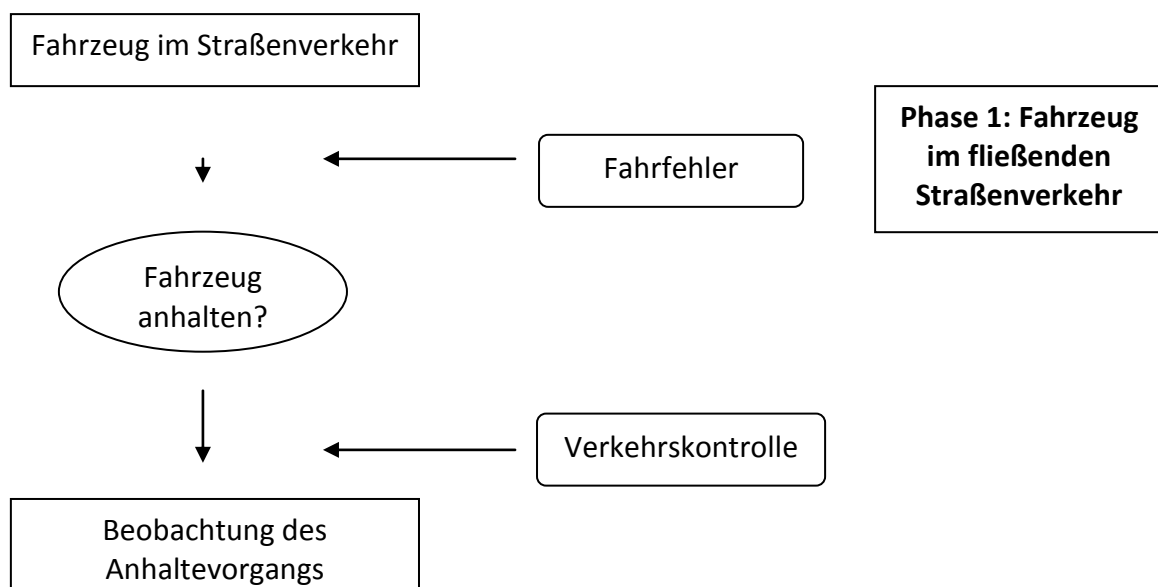 Fahrzeug im Straßenverkehr
Phase 1: Fahrzeug
im fließenden
Straßenverkehr
Fahrfehler
Fahrzeug
anhalten?
Verkehrskontrolle
Beobachtung des
Anhaltevorgangs